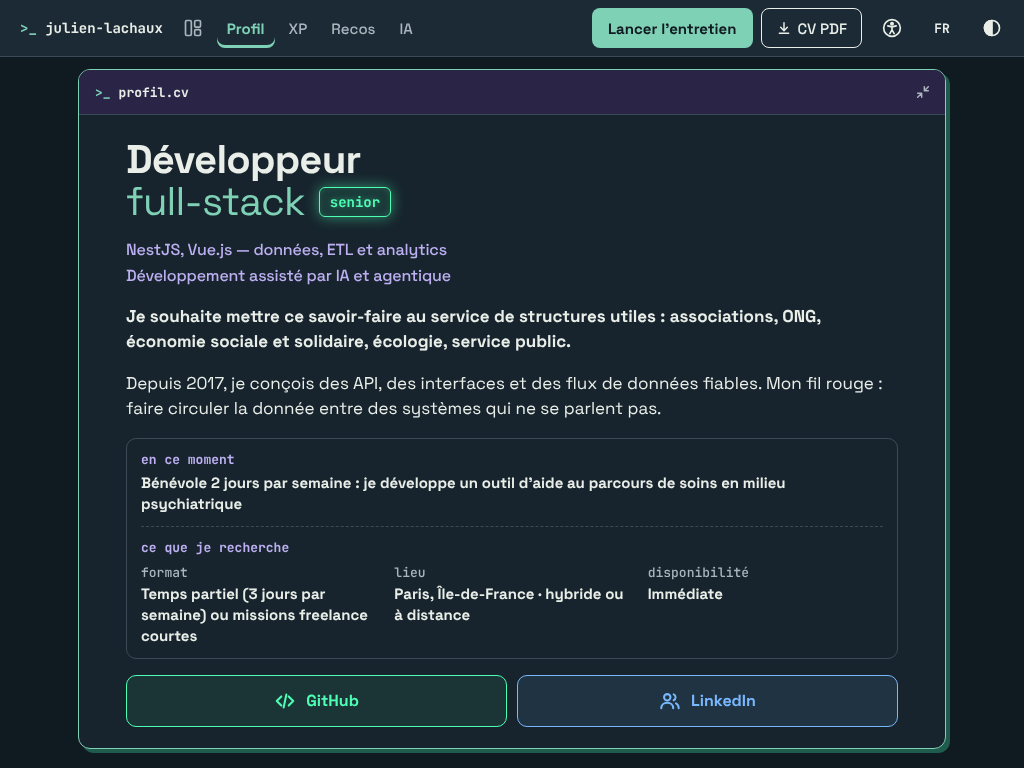 >_ julien-lachaux
Profil
XP
Recos
IA
Lancer l'entretien
CV PDF
FR
>_ profil.cv
Développeur
full-stack senior
NestJS, Vue.js — données, ETL et analytics
Développement assisté par IA et agentique
Je souhaite mettre ce savoir-faire au service de structures utiles : associations, ONG,
économie sociale et solidaire, écologie, service public.
Depuis 2017, je conçois des API, des interfaces et des flux de données fiables. Mon fil rouge :
faire circuler la donnée entre des systèmes qui ne se parlent pas.
en ce moment
Bénévole 2 jours par semaine : je développe un outil d'aide au parcours de soins en milieu
psychiatrique
ce que je recherche
format
Temps partiel (3 jours par
semaine) ou missions freelance
courtes
lieu
Paris, Île-de-France · hybride ou
à distance
disponibilité
Immédiate
GitHub
LinkedIn